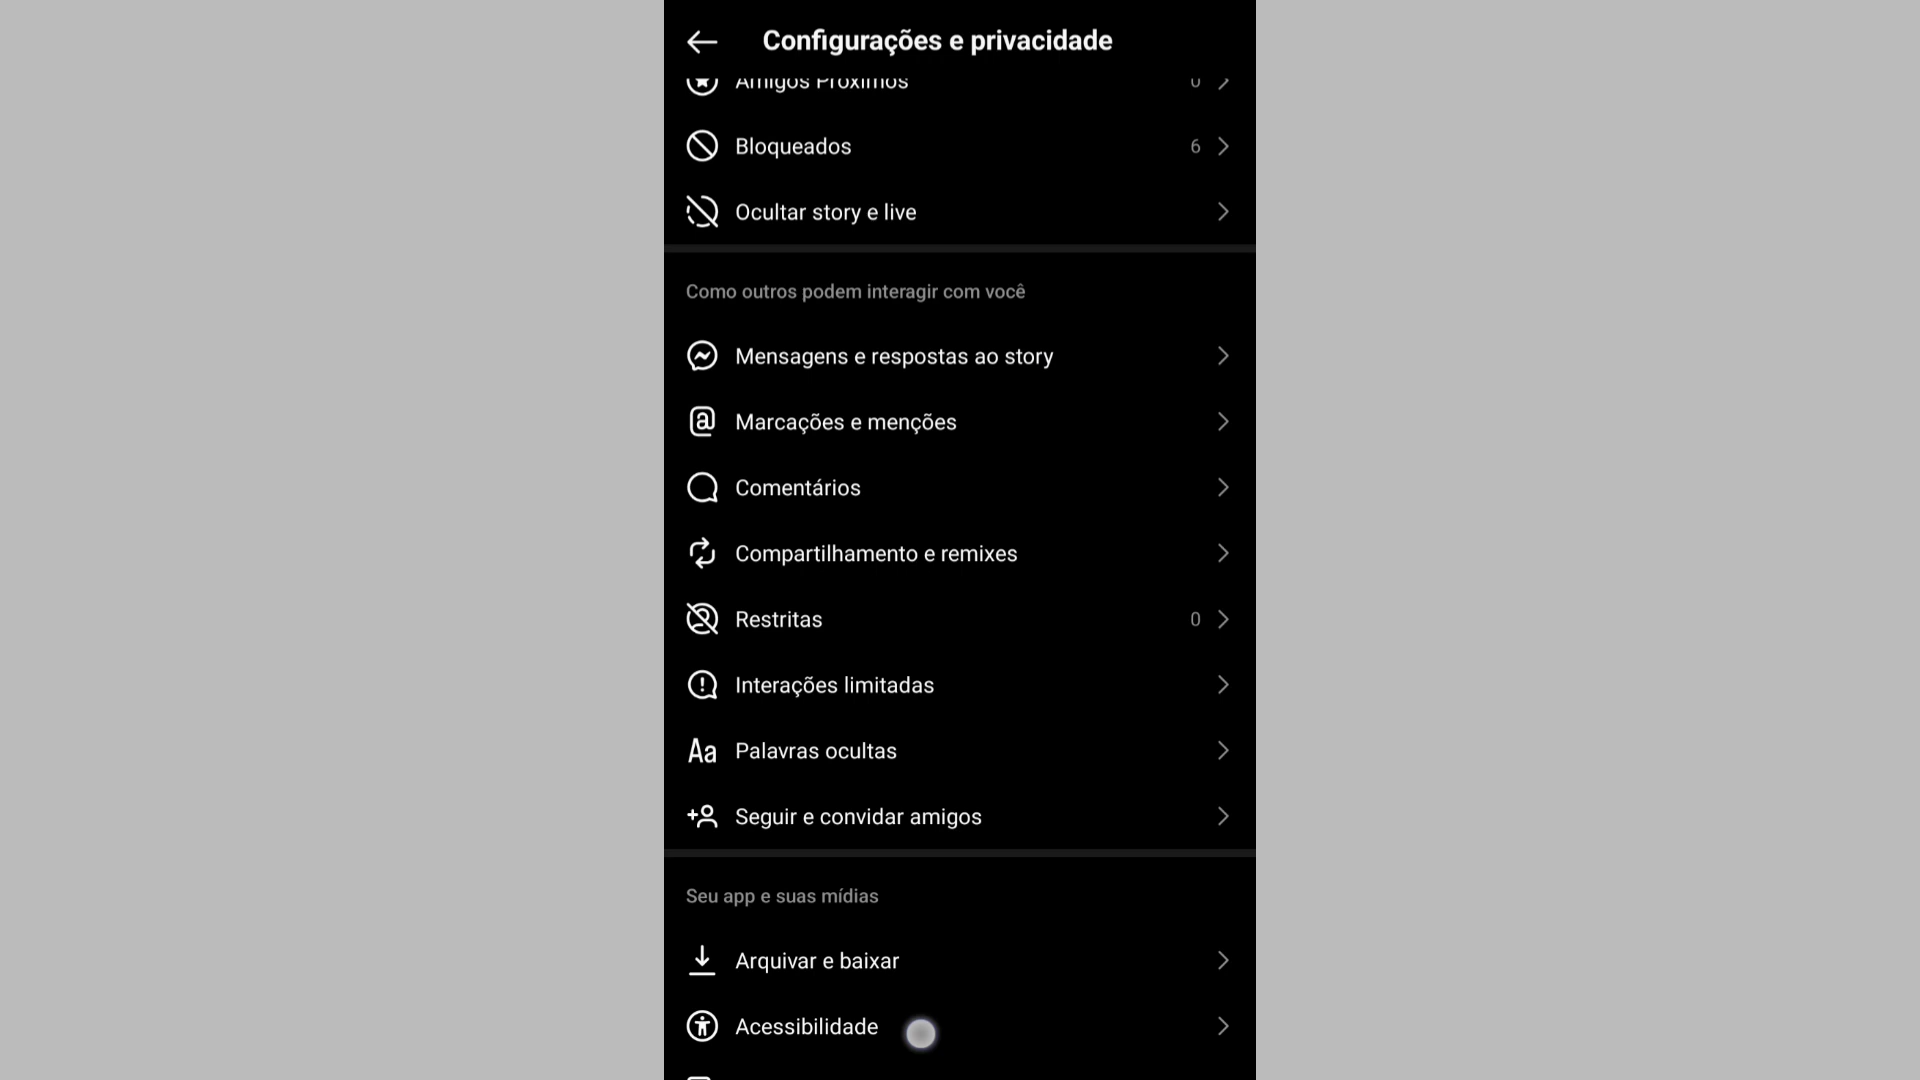 Configurações e privacidade
Amigos Próximos 0
Bloqueados 6
Ocultar story e live
Como outros podem interagir com você
Mensagens e respostas ao story
Marcações e menções
Comentários
Compartilhamento e remixes
Restritas 0
Interações limitadas
Aa Palavras ocultas
Seguir e convidar amigos
Seu app e suas mídias
Arquivar e baixar
Acessibilidade